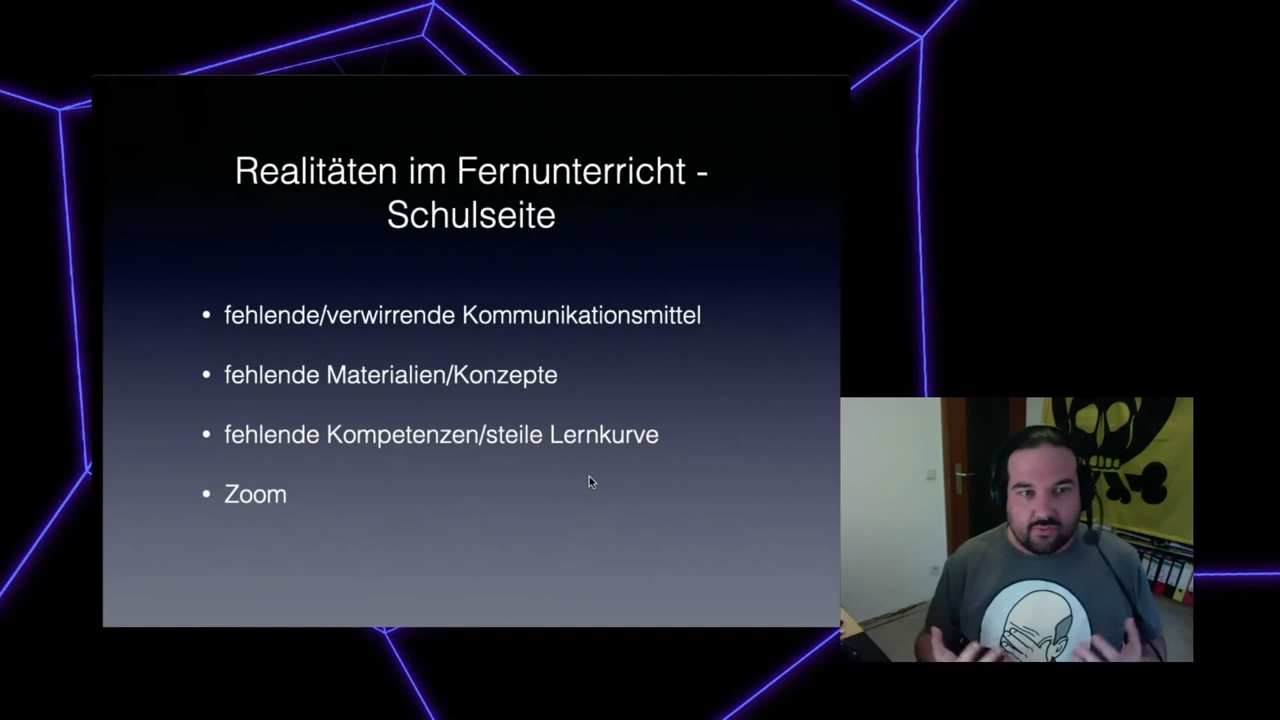 Realitäten im Fernunterricht -
Schulseite
• fehlende/verwirrende Kommunikationsmittel
• fehlende Materialien/Konzepte
• fehlende Kompetenzen/steile Lernkurve
• Zoom